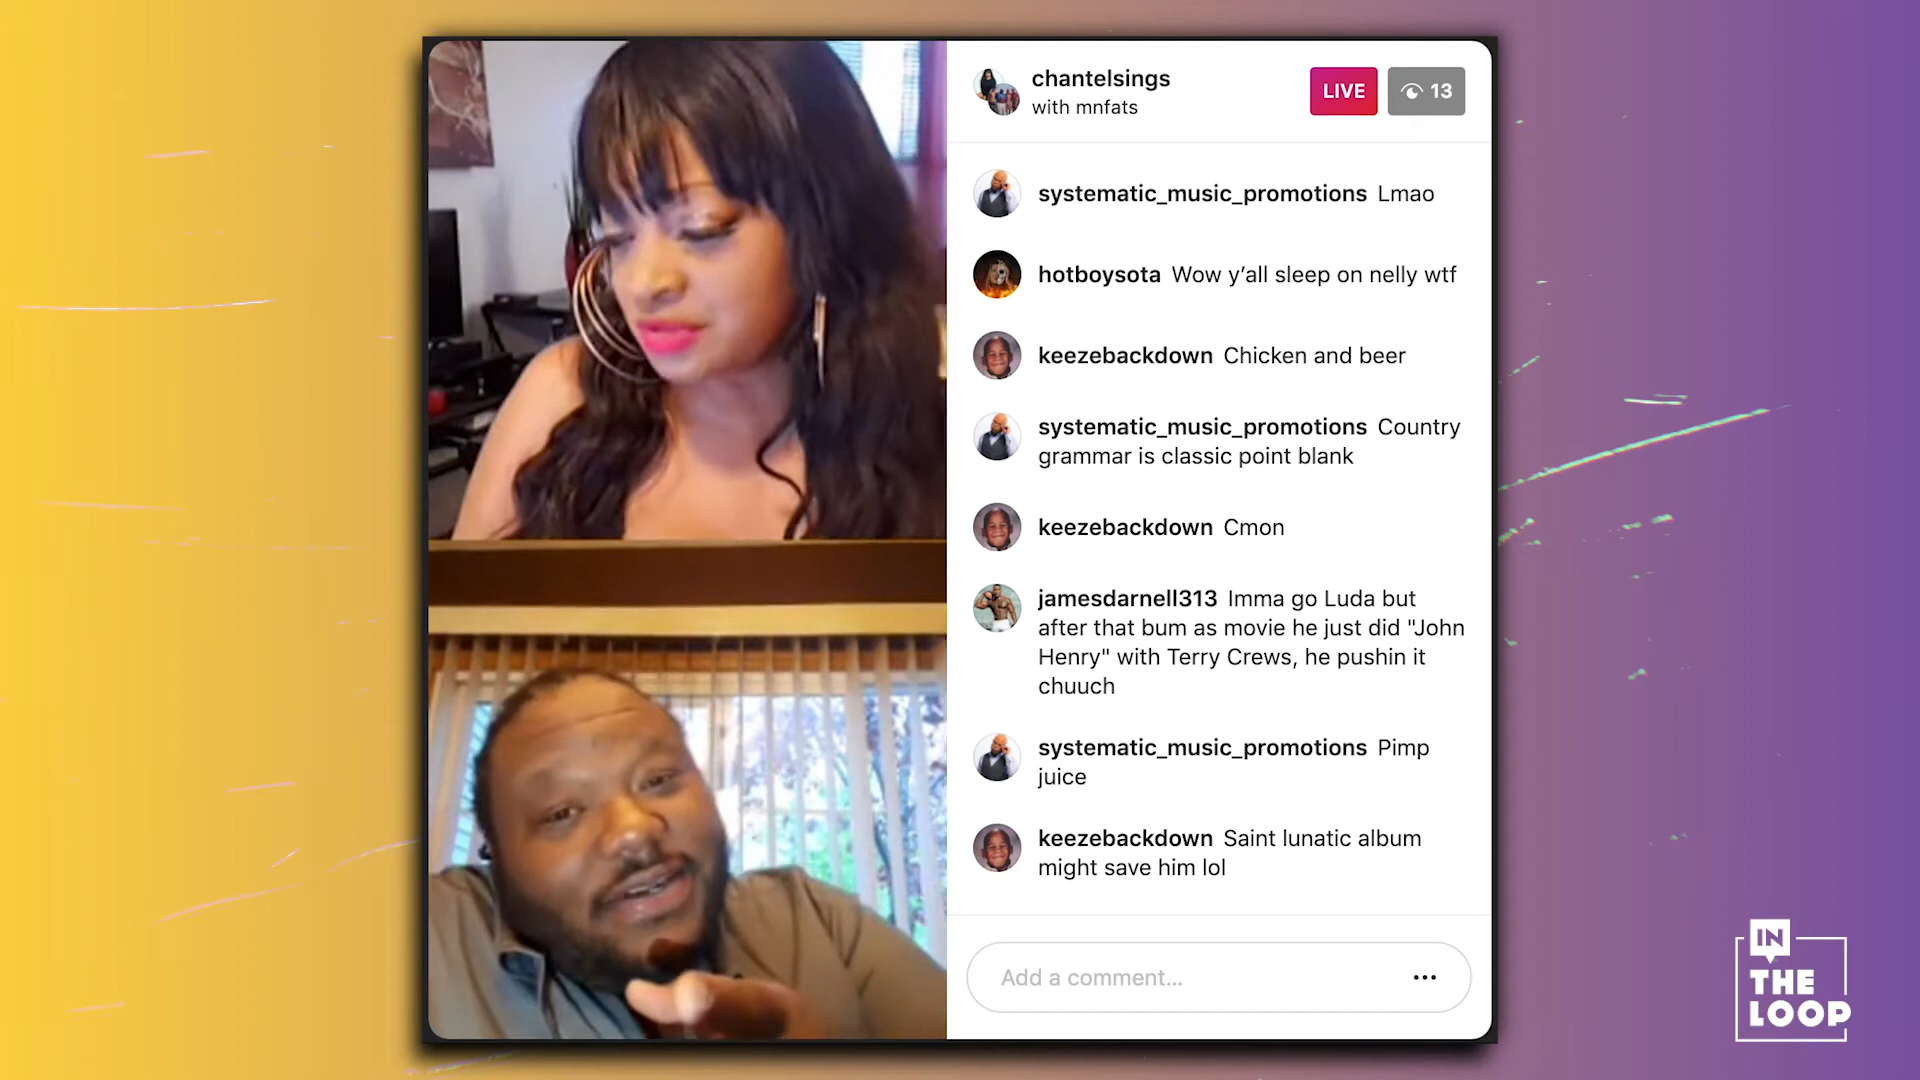 chantelsings
with mnfats
LIVE
13
systematic_music_promotions Lmao
hotboysota Wow y’all sleep on nelly wtf
keezebackdown Chicken and beer
systematic_music_promotions Country
grammar is classic point blank
keezebackdown Cmon
jamesdarnell313 Imma go Luda but
after that bum as movie he just did "John
Henry" with Terry Crews, he pushin it
chuuch
systematic_music_promotions Pimp
juice
keezebackdown Saint lunatic album
might save him lol
Add a comment...
IN
THE
LOOP